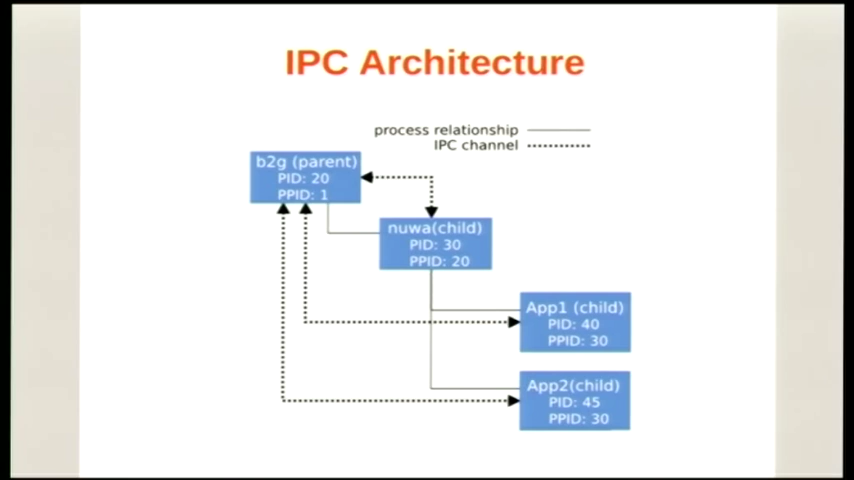 IPC Architecture
process relationship
IPC channel
b2g (parent)
PID: 20
PPID: 1
nuwa(child)
PID: 30
PPID: 20
App1 (child)
PID: 40
PPID: 30
App2(child)
PID: 45
PPID: 30